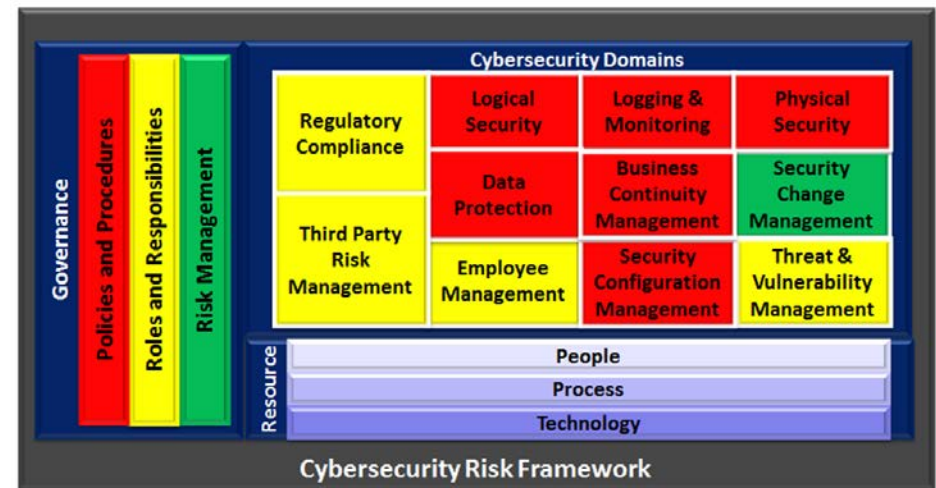 Cybersecurity Domains
Governance
Policies and Procedures
Roles and Responsibilities
Risk Management
Regulatory
Compliance
Third Party
Risk
Management
Logical
Security
Logging &
Monitoring
Physical
Security
Data
Protection
Business
Continuity
Management
Security
Change
Management
Employee
Management
Security
Configuration
Management
Threat &
Vulnerability
Management
Resource
People
Process
Technology
Cybersecurity Risk Framework